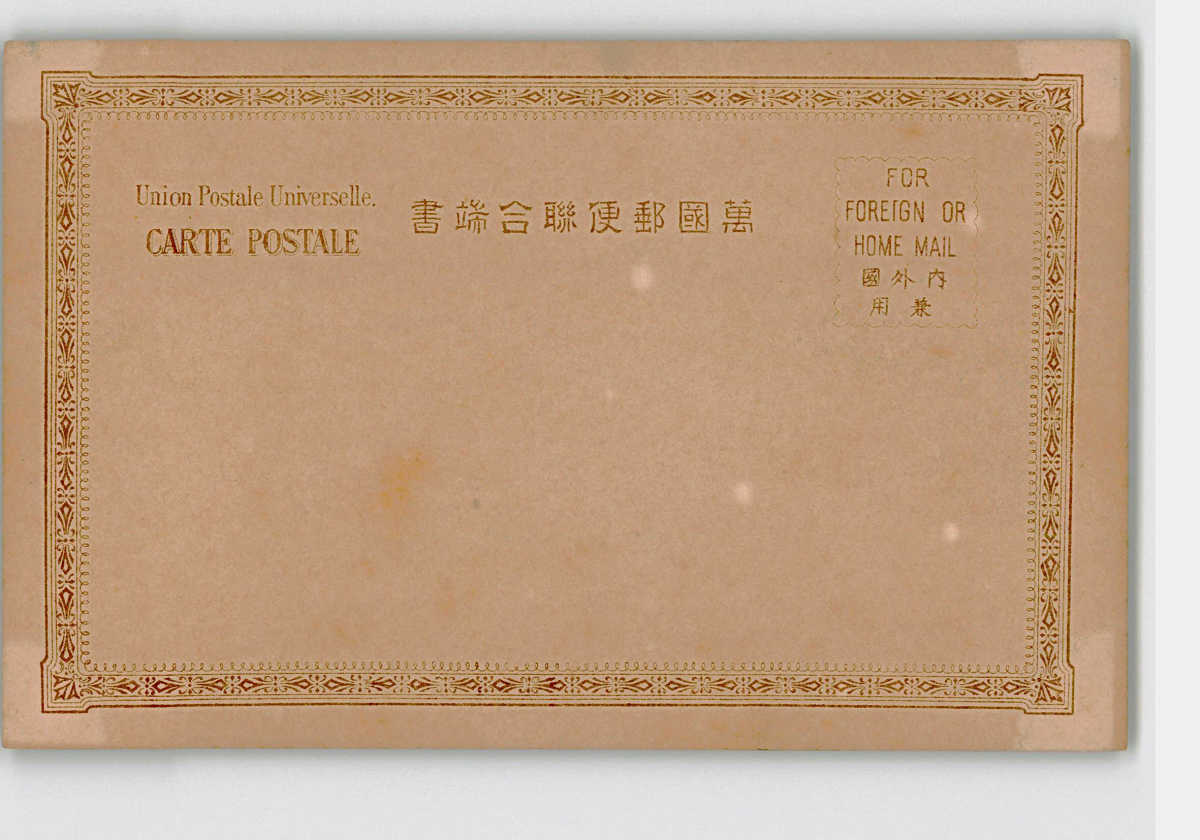 Union Postale Universelle.
CARTE POSTALE
萬國郵便聯合端書
FOR
FOREIGN OR
HOME MAIL
内外國
兼用